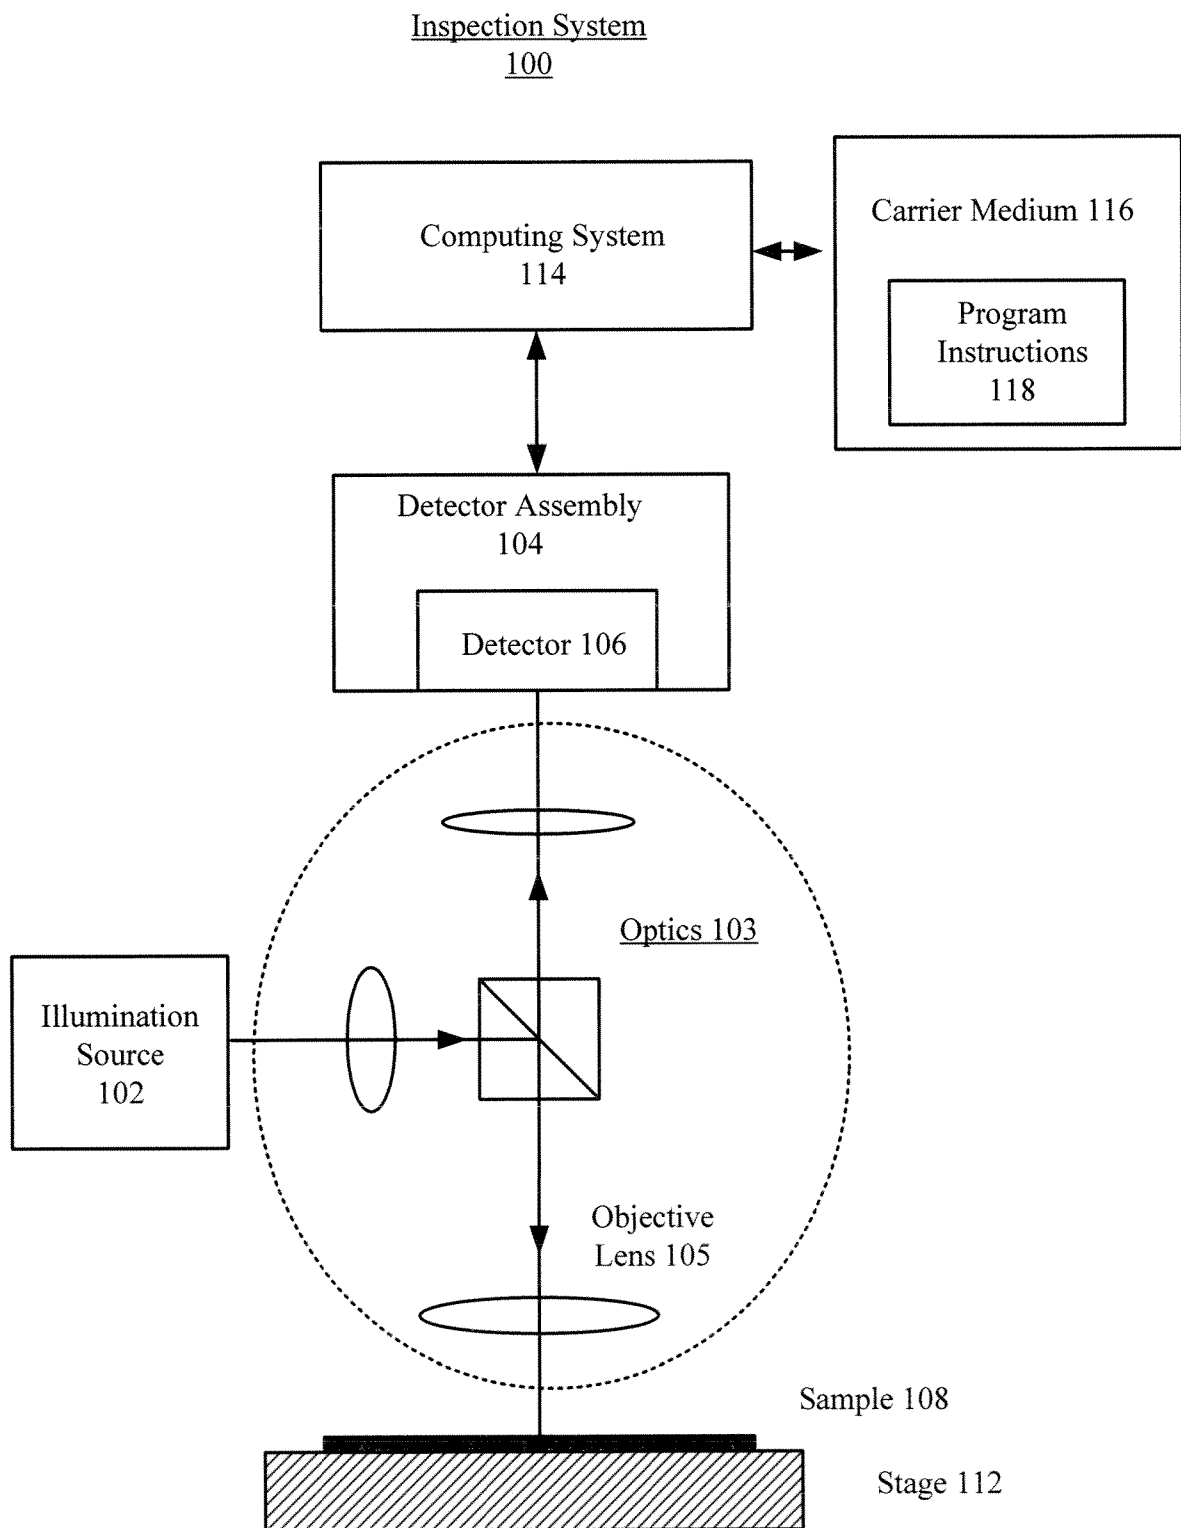 Inspection System
100
Computing System
114
Carrier Medium 116
Program
Instructions
118
Detector Assembly
104
Detector 106
Optics 103
Illumination
Source
102
Objective
Lens 105
Sample 108
Stage 112